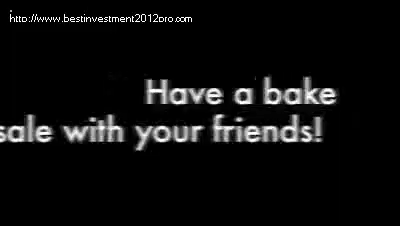 http://www.bestinvestment2012pro.com
Have a bake
sale with your friends!